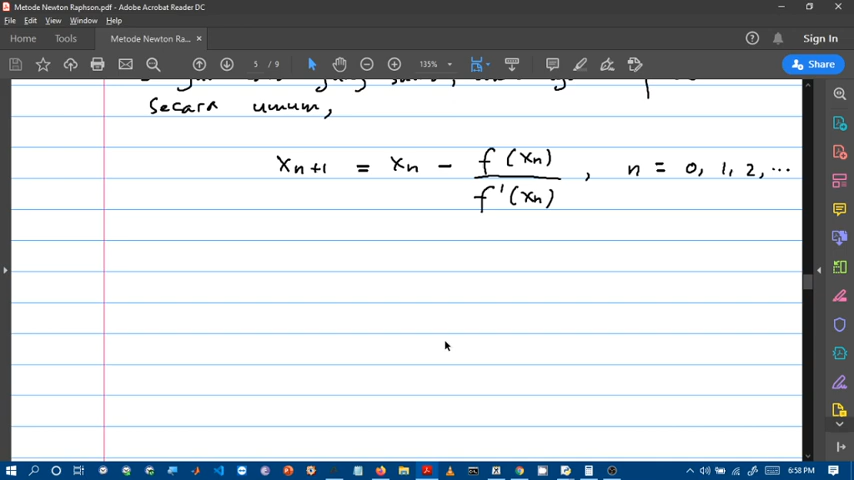 Metode Newton Raphson.pdf - Adobe Acrobat Reader DC
File Edit View Window Help
Home Tools Metode Newton Ra... × Sign In
5 / 9 135% Share
secara umum,
xn+1 = xn - f(xn) / f'(xn) , n = 0, 1, 2, ...
6:58 PM